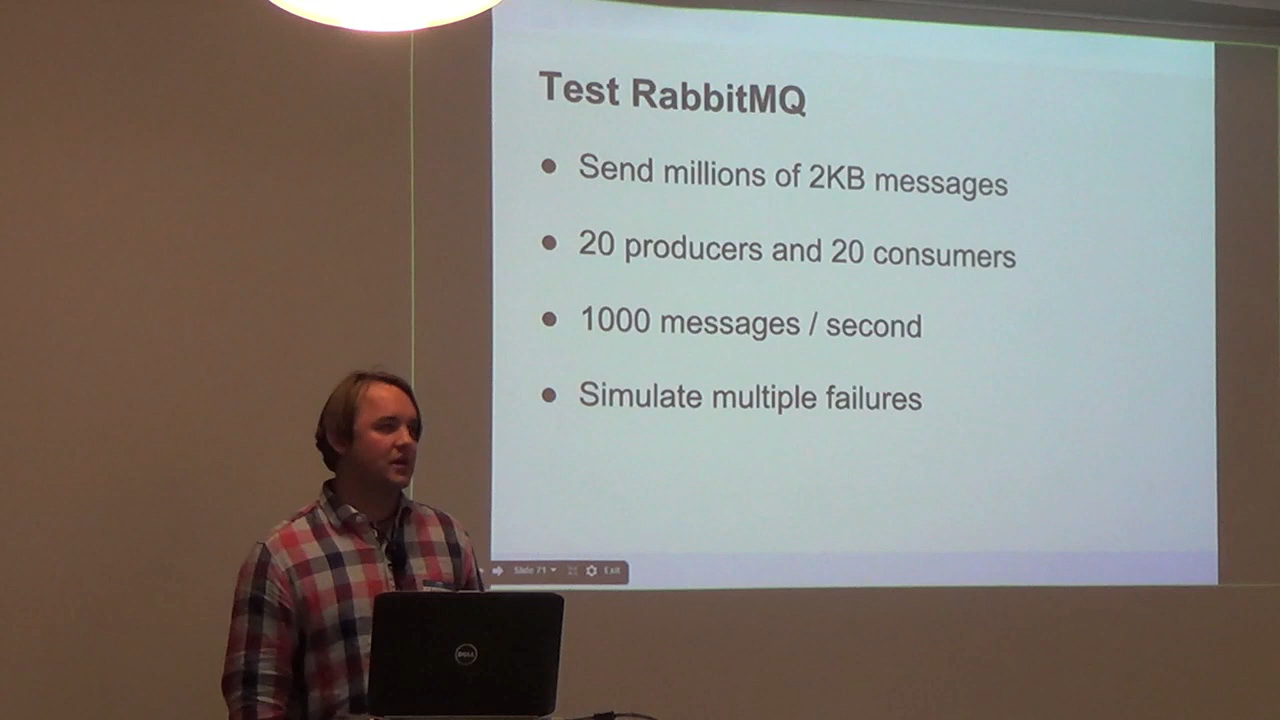 Test RabbitMQ
● Send millions of 2KB messages
● 20 producers and 20 consumers
● 1000 messages / second
● Simulate multiple failures
Slide 71 Exit
DELL